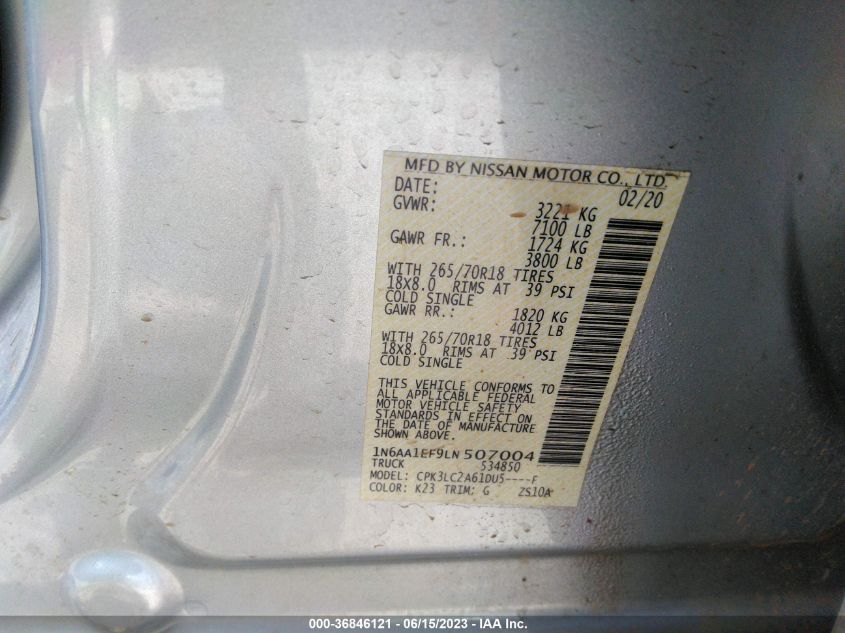 MFD BY NISSAN MOTOR CO., LTD.
DATE: 02/20
GVWR: 3221 KG
7100 LB
GAWR FR.: 1724 KG
3800 LB
WITH 265/70R18 TIRES
18X8.0 RIMS AT 39 PSI
COLD SINGLE
GAWR RR.: 1820 KG
4012 LB
WITH 265/70R18 TIRES
18X8.0 RIMS AT 39 PSI
COLD SINGLE
THIS VEHICLE CONFORMS TO
ALL APPLICABLE FEDERAL
MOTOR VEHICLE SAFETY
STANDARDS IN EFFECT ON
THE DATE OF MANUFACTURE
SHOWN ABOVE.
1N6AA1EF9LN507004
TRUCK 534850
MODEL: CPK3LC2A61DU5----F
COLOR: K23 TRIM: G ZS10A
000-36846121 - 06/15/2023 - IAA Inc.